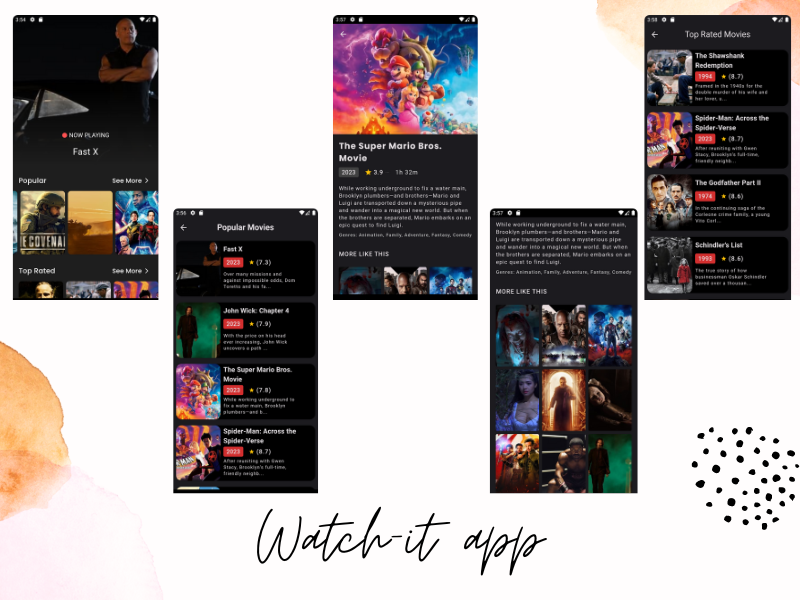 3:54
NOW PLAYING
Fast X
Popular
See More >
THE COVENANT
Top Rated
See More >
3:56
← Popular Movies
Fast X
2023 ★ (7.3)
Over many missions and
against impossible odds, Dom
Toretto and his fa...
John Wick: Chapter 4
2023 ★ (7.9)
With the price on his head
ever increasing, John Wick
uncovers a path ...
The Super Mario Bros.
Movie
2023 ★ (7.8)
While working underground to
fix a water main, Brooklyn
plumbers—and b...
Spider-Man: Across the
Spider-Verse
2023 ★ (8.7)
After reuniting with Gwen
Stacy, Brooklyn's full-time,
friendly neighb...
3:57
←
The Super Mario Bros.
Movie
2023 ★ 3.9 1h 32m
While working underground to fix a water main,
Brooklyn plumbers—and brothers—Mario and
Luigi are transported down a mysterious pipe
and wander into a magical new world. But when
the brothers are separated, Mario embarks on an
epic quest to find Luigi.
Genres: Animation, Family, Adventure, Fantasy, Comedy
MORE LIKE THIS
3:57
While working underground to fix a water main,
Brooklyn plumbers—and brothers—Mario and
Luigi are transported down a mysterious pipe
and wander into a magical new world. But when
the brothers are separated, Mario embarks on an
epic quest to find Luigi.
Genres: Animation, Family, Adventure, Fantasy, Comedy
MORE LIKE THIS
3:58
← Top Rated Movies
The Shawshank
Redemption
1994 ★ (8.7)
Framed in the 1940s for the
double murder of his wife and
her lover, u...
Spider-Man: Across the
Spider-Verse
2023 ★ (8.7)
After reuniting with Gwen
Stacy, Brooklyn's full-time,
friendly neighb...
The Godfather Part II
1974 ★ (8.6)
In the continuing saga of the
Corleone crime family, a young
Vito Corl...
Schindler's List
1993 ★ (8.6)
The true story of how
businessman Oskar Schindler
saved over a thousan...
Watch-it app